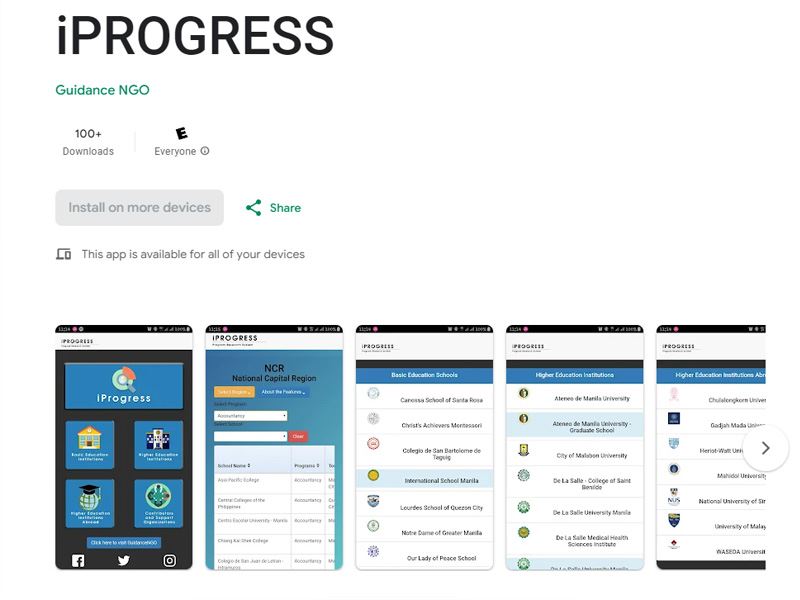 iPROGRESS
Guidance NGO
100+
Downloads
Everyone
Install on more devices
Share
This app is available for all of your devices
iPROGRESS
iProgress
Basic Education
Institutions
Higher Education
Institutions
Higher Education
Institutions
Abroad
Contributors
and Support
Organizations
Click here to visit GuidanceNGO
iPROGRESS
NCR
National Capital Region
Select Region
About the Features
Select Program
Accountancy
Select School
Clear
School Name
Programs
Asia Pacific College
Accountancy
Central Colleges of the
Philippines
Accountancy
Centro Escolar University - Manila
Accountancy
Chiang Kai Shek College
Accountancy
Colegio de San Juan de Letran -
Intramuros
Accountancy
iPROGRESS
Basic Education Schools
Canossa School of Santa Rosa
Christ's Achievers Montessori
Colegio de San Bartolome de
Taguig
International School Manila
Lourdes School of Quezon City
Notre Dame of Greater Manila
Our Lady of Peace School
iPROGRESS
Higher Education Institutions
Ateneo de Manila University
Ateneo de Manila University -
Graduate School
City of Malabon University
De La Salle - College of Saint
Benilde
De La Salle University Manila
De La Salle Medical Health
Sciences Institute
iPROGRESS
Higher Education Institutions Abr
Chulalongkorn Univers
Gadjah Mada Univer
Heriot-Watt Univ
Mahidol University
NUS
National University of Sin
University of Malay
WASEDA Universit